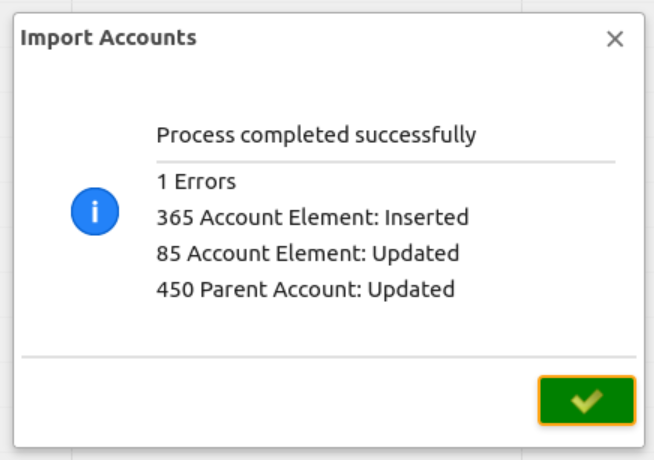 Import Accounts
Process completed successfully
1 Errors
365 Account Element: Inserted
85 Account Element: Updated
450 Parent Account: Updated